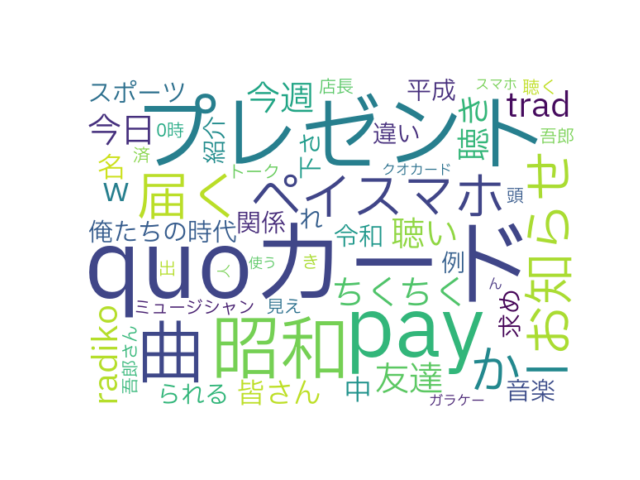 スポーツ
今週
店長
平成
スマホ
聴く
プレゼント
trad
今日
0時
紹介
下さ
違い
聴き
吾郎
名
済
トーク
クオカード
w
届く
ペイスマホ
頭
お知らせ
俺たちの時代
関係
れ
令和
聴い
quoカード
例
出
人
使う
き
ちくちく
ん
ミュージシャン
見え
求め
radiko
吾郎さん
曲
昭和
pay
友達
かー
られる
皆さん
中
音楽
ガラケー